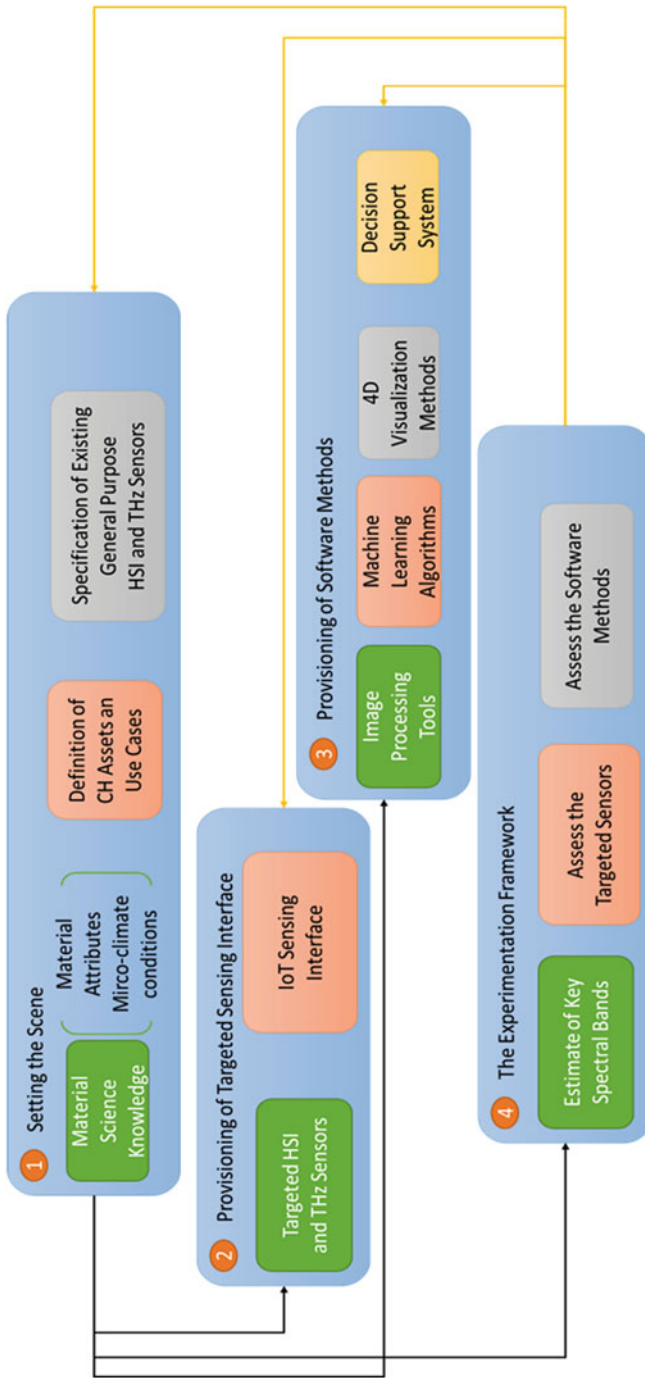 1
Setting the Scene
Material
Science
Knowledge
Material
Attributes
Mirco-climate
conditions
Definition of
CH Assets an
Use Cases
Specification of Existing
General Purpose
HSI and THz Sensors
2
Provisioning of Targeted Sensing Interface
Targeted HSI
and THz Sensors
IoT Sensing
Interface
3
Provisioning of Software Methods
Image
Processing
Tools
Machine
Learning
Algorithms
4D
Visualization
Methods
Decision
Support
System
4
The Experimentation Framework
Estimate of Key
Spectral Bands
Assess the
Targeted Sensors
Assess the Software
Methods